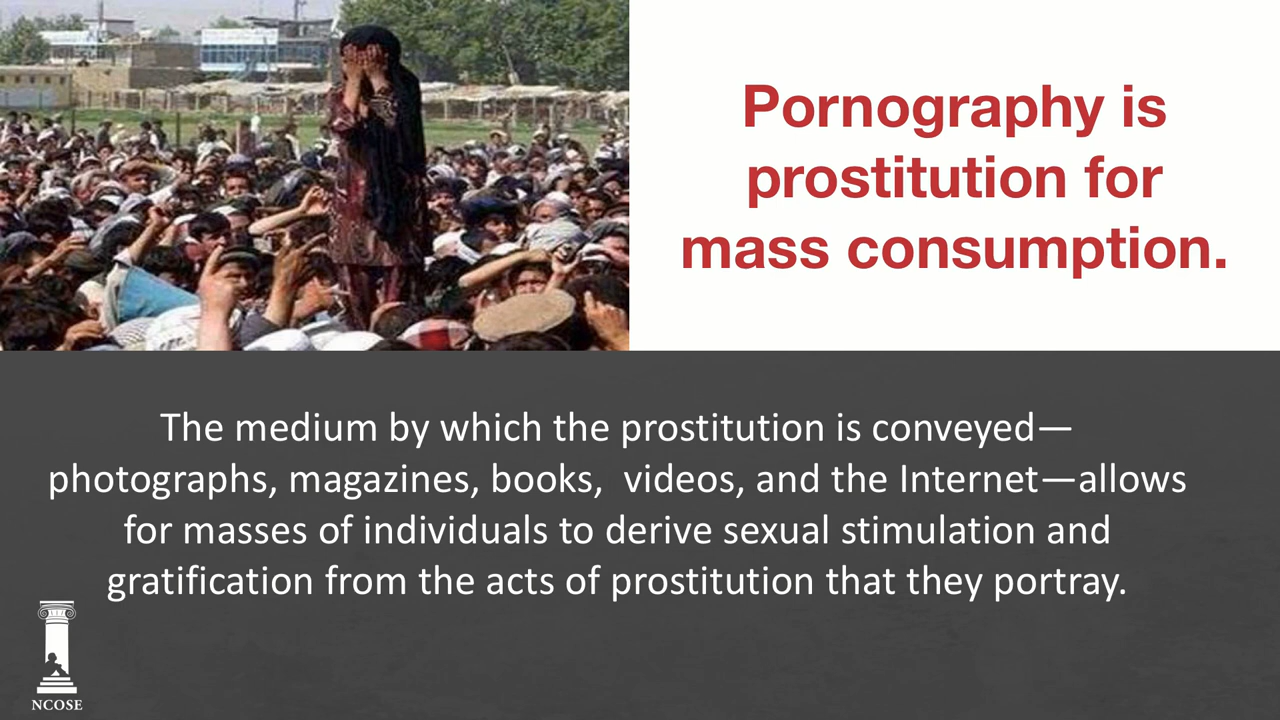 Pornography is
prostitution for
mass consumption.
The medium by which the prostitution is conveyed—
photographs, magazines, books,  videos, and the Internet—allows
for masses of individuals to derive sexual stimulation and
gratification from the acts of prostitution that they portray.
NCOSE